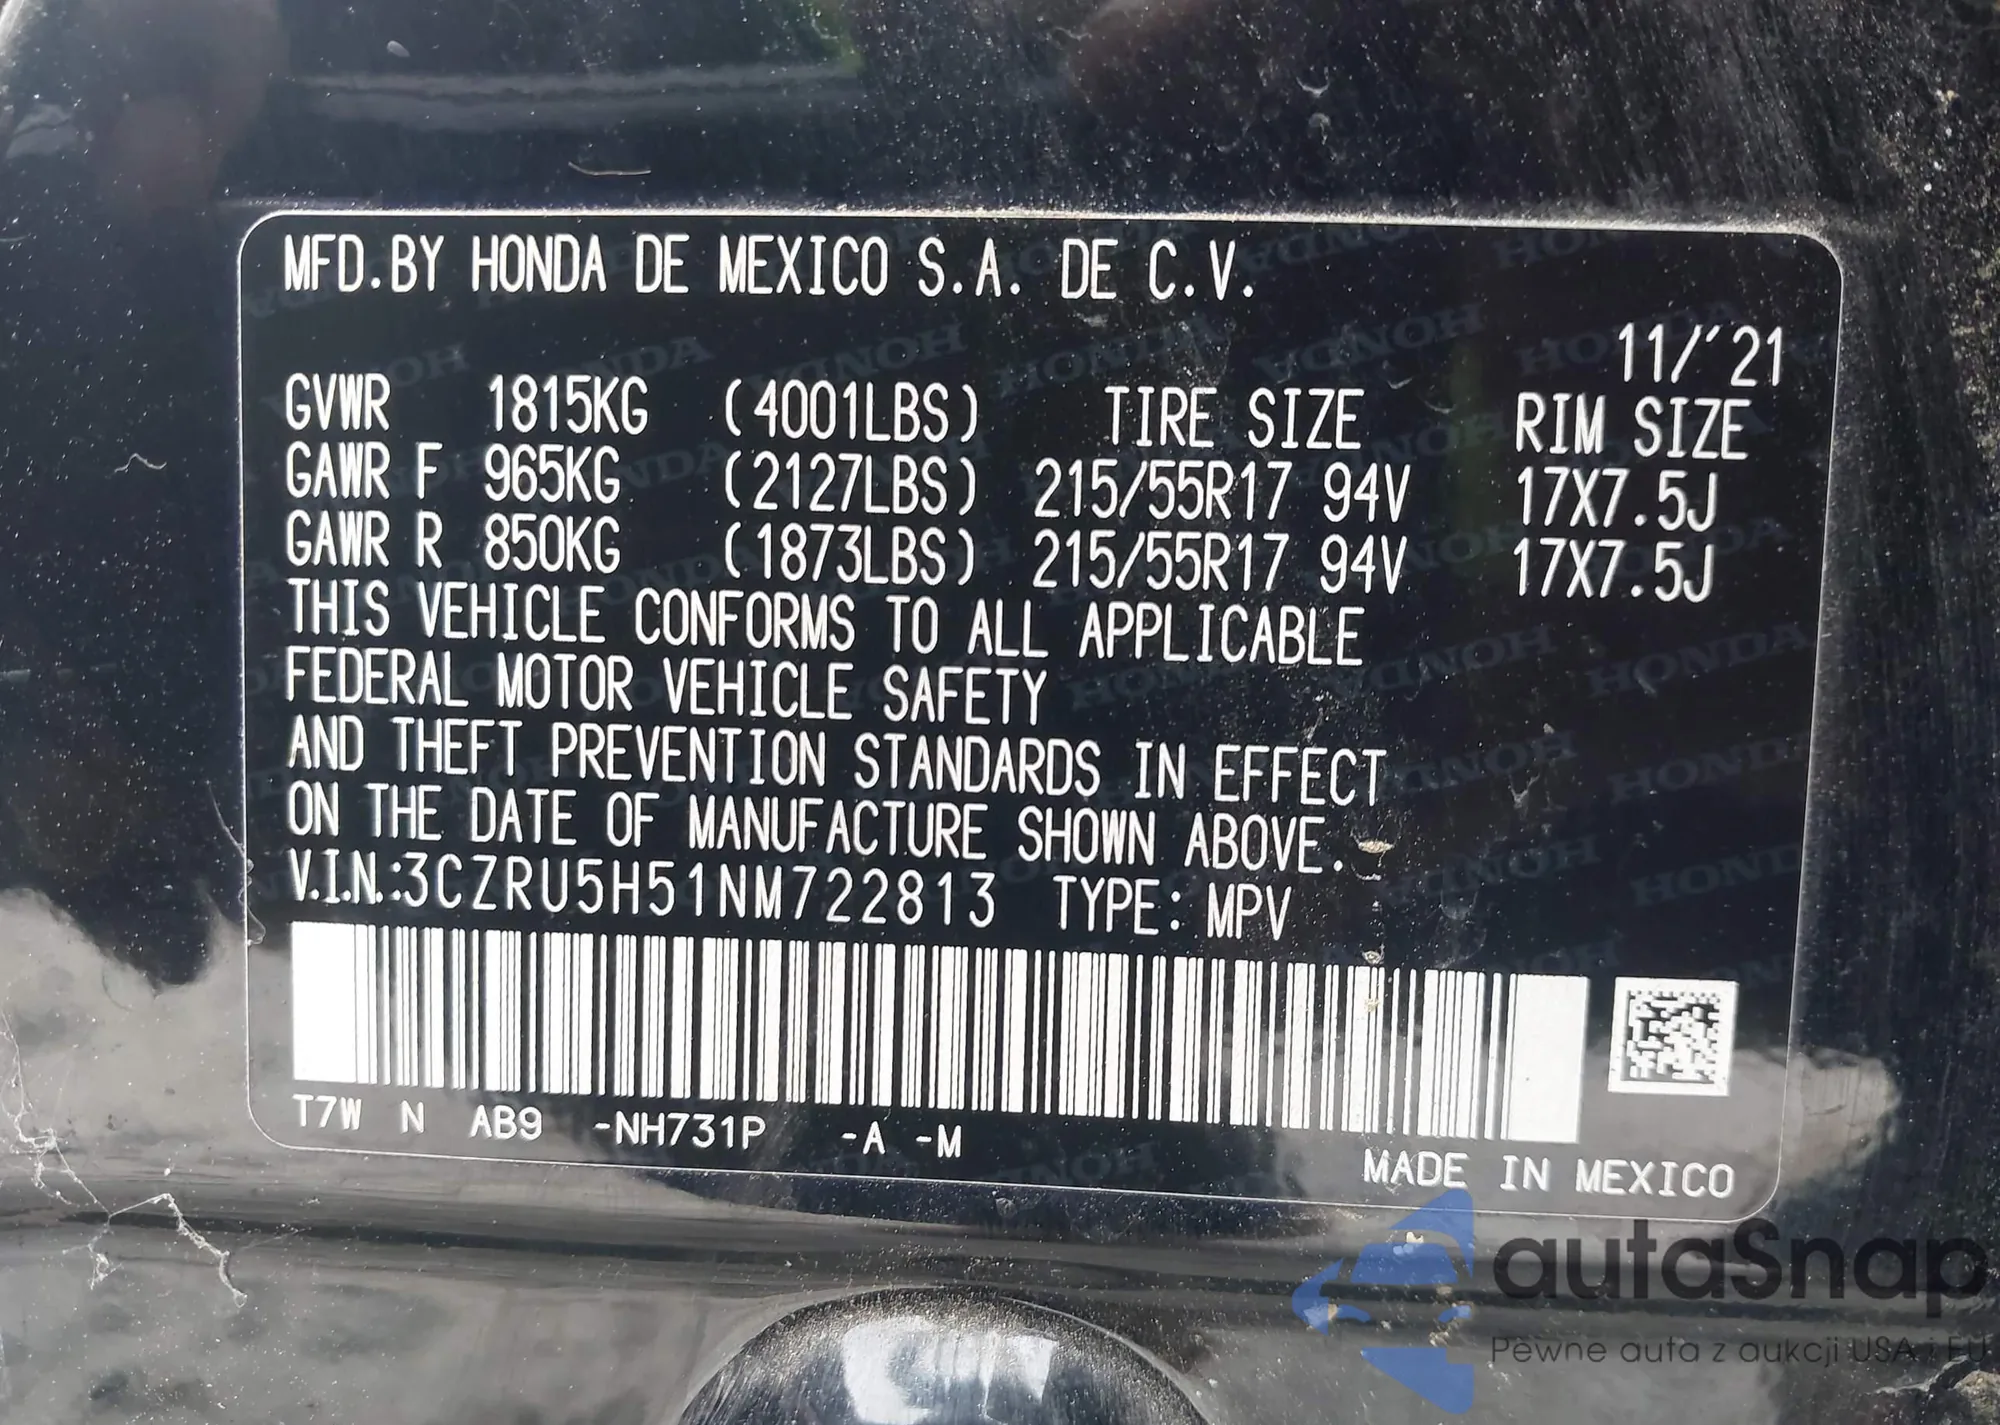 MFD.BY HONDA DE MEXICO S.A. DE C.V.
11/'21
GVWR 1815KG (4001LBS) TIRE SIZE RIM SIZE
GAWR F 965KG (2127LBS) 215/55R17 94V 17X7.5J
GAWR R 850KG (1873LBS) 215/55R17 94V 17X7.5J
THIS VEHICLE CONFORMS TO ALL APPLICABLE
FEDERAL MOTOR VEHICLE SAFETY
AND THEFT PREVENTION STANDARDS IN EFFECT
ON THE DATE OF MANUFACTURE SHOWN ABOVE.
V.I.N.:3CZRU5H51NM722813 TYPE: MPV
T7W N AB9 -NH731P -A -M
MADE IN MEXICO
autaSnap
Pewne auta z aukcji USA i EU